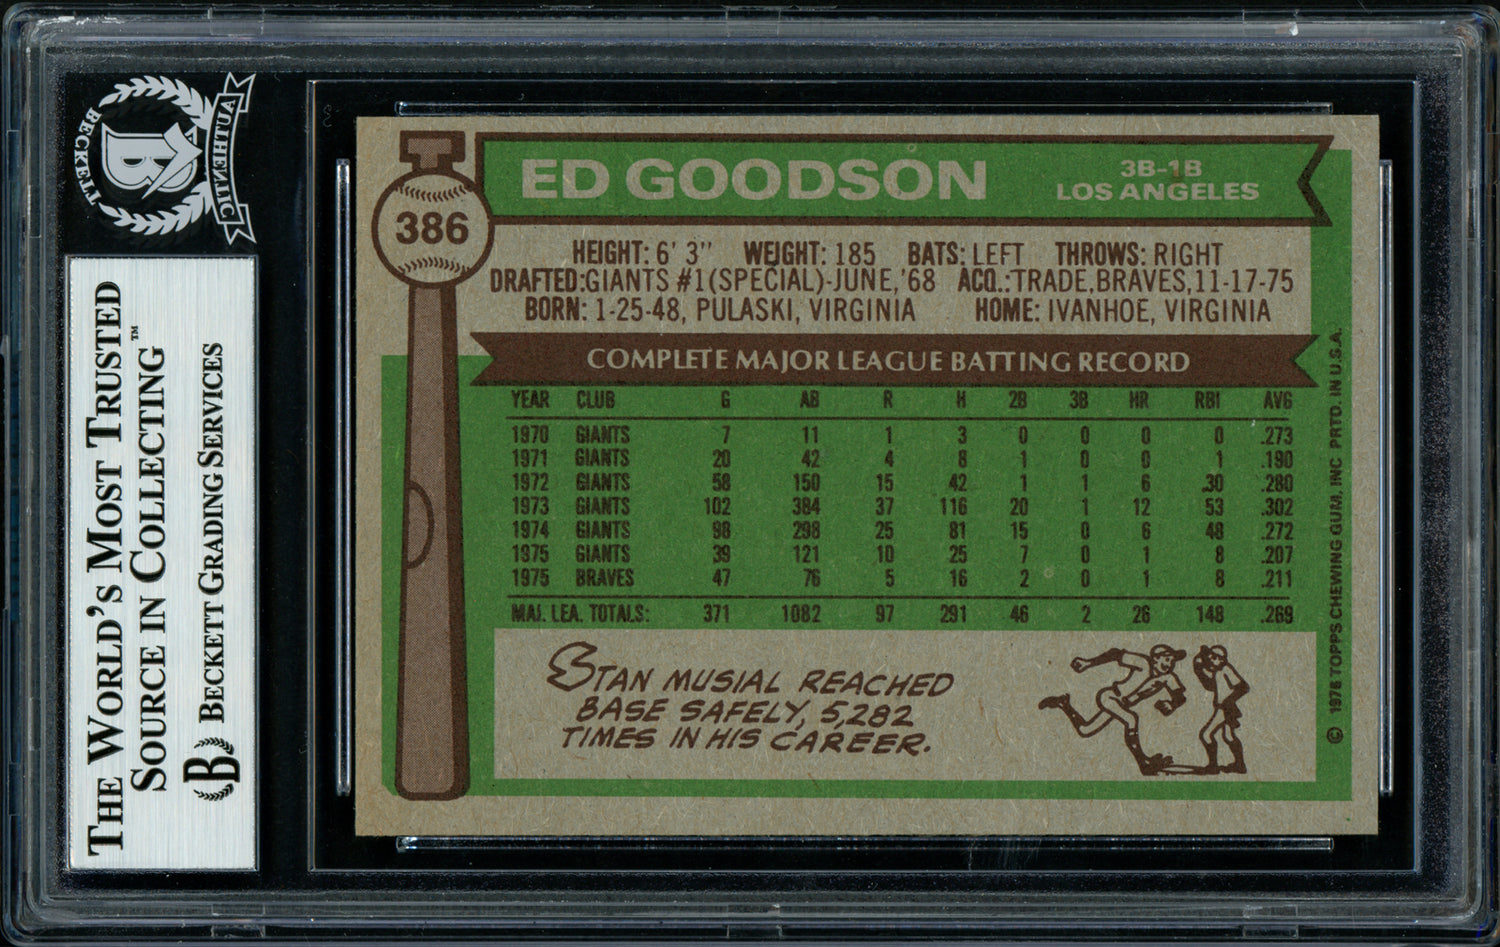 BECKETT
AUTHENTIC
THE WORLD'S MOST TRUSTED
SOURCE IN COLLECTING™
B BECKETT GRADING SERVICES
386
ED GOODSON
3B-1B
LOS ANGELES
HEIGHT: 6' 3" WEIGHT: 185 BATS: LEFT THROWS: RIGHT
DRAFTED:GIANTS #1(SPECIAL)-JUNE,'68 ACQ.:TRADE,BRAVES,11-17-75
BORN: 1-25-48, PULASKI, VIRGINIA HOME: IVANHOE, VIRGINIA
COMPLETE MAJOR LEAGUE BATTING RECORD
YEAR CLUB G AB R H 2B 3B HR RBI AVG
1970 GIANTS 7 11 1 3 0 0 0 0 .273
1971 GIANTS 20 42 4 8 1 0 0 1 .190
1972 GIANTS 58 150 15 42 1 1 6 30 .280
1973 GIANTS 102 384 37 116 20 1 12 53 .302
1974 GIANTS 98 298 25 81 15 0 6 48 .272
1975 GIANTS 39 121 10 25 7 0 1 8 .207
1975 BRAVES 47 76 5 16 2 0 1 8 .211
MAJ. LEA. TOTALS: 371 1082 97 291 46 2 26 148 .269
STAN MUSIAL REACHED
BASE SAFELY, 5,282
TIMES IN HIS CAREER.
© 1976 TOPPS CHEWING GUM, INC PRTD. IN U.S.A.